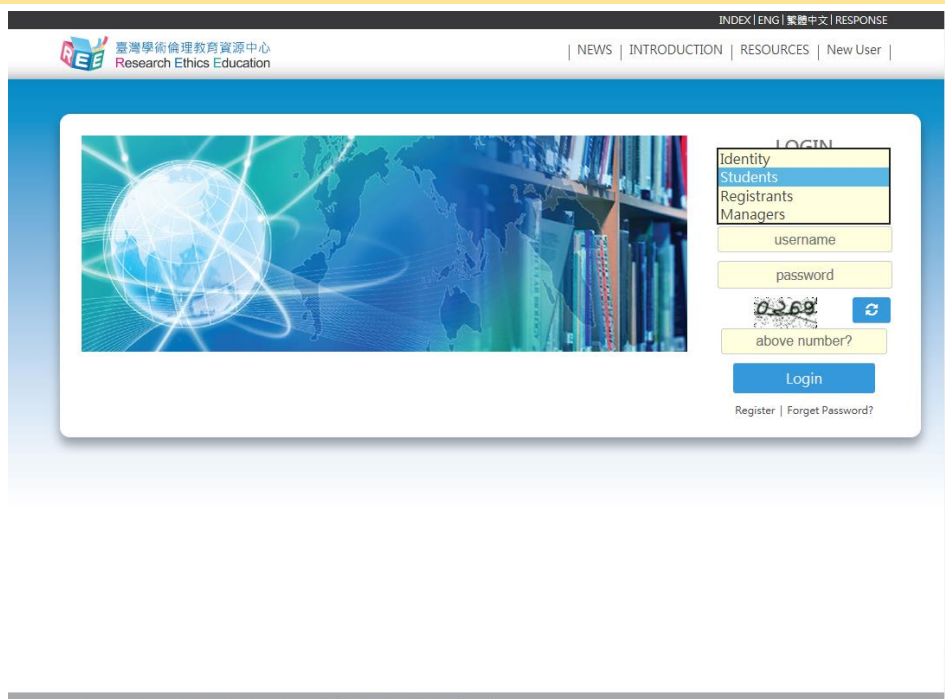 INDEX | ENG | 繁體中文 | RESPONSE
REE
臺灣學術倫理教育資源中心
Research Ethics Education
| NEWS | INTRODUCTION | RESOURCES | New User |
LOGIN
Identity
Students
Registrants
Managers
username
password
0269
above number?
Login
Register | Forget Password?